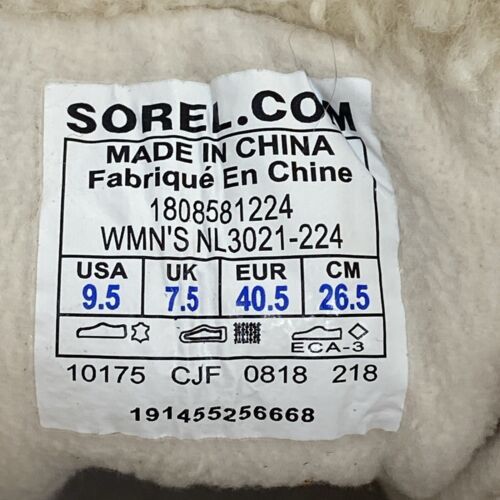 SOREL.COM
MADE IN CHINA
Fabriqué En Chine
1808581224
WMN'S NL3021-224
USA UK EUR CM
9.5 7.5 40.5 26.5
ECA-3
10175 CJF 0818 218
191455256668